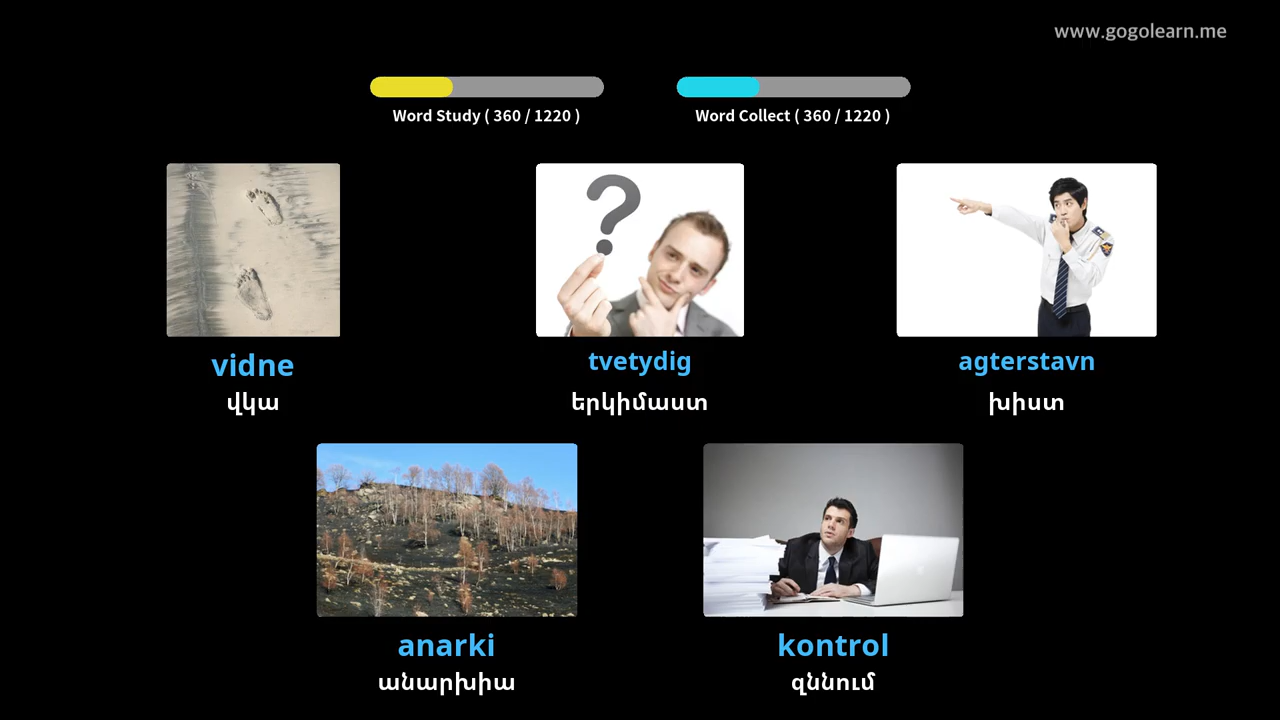 www.gogolearn.me
Word Study ( 360 / 1220 )
Word Collect ( 360 / 1220 )
vidne
վկա
tvetydig
երկիմաստ
agterstavn
խիստ
anarki
անարխիա
kontrol
զննում